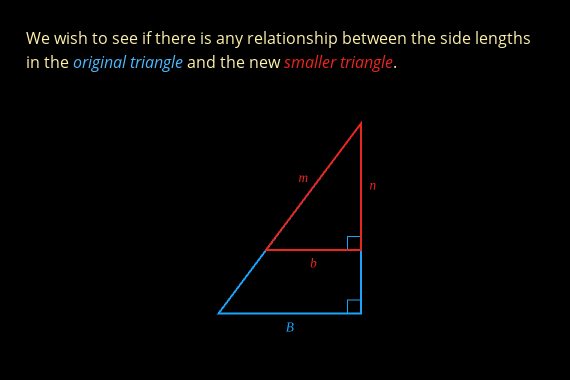 We wish to see if there is any relationship between the side lengths
in the original triangle and the new smaller triangle.
m
n
b
B